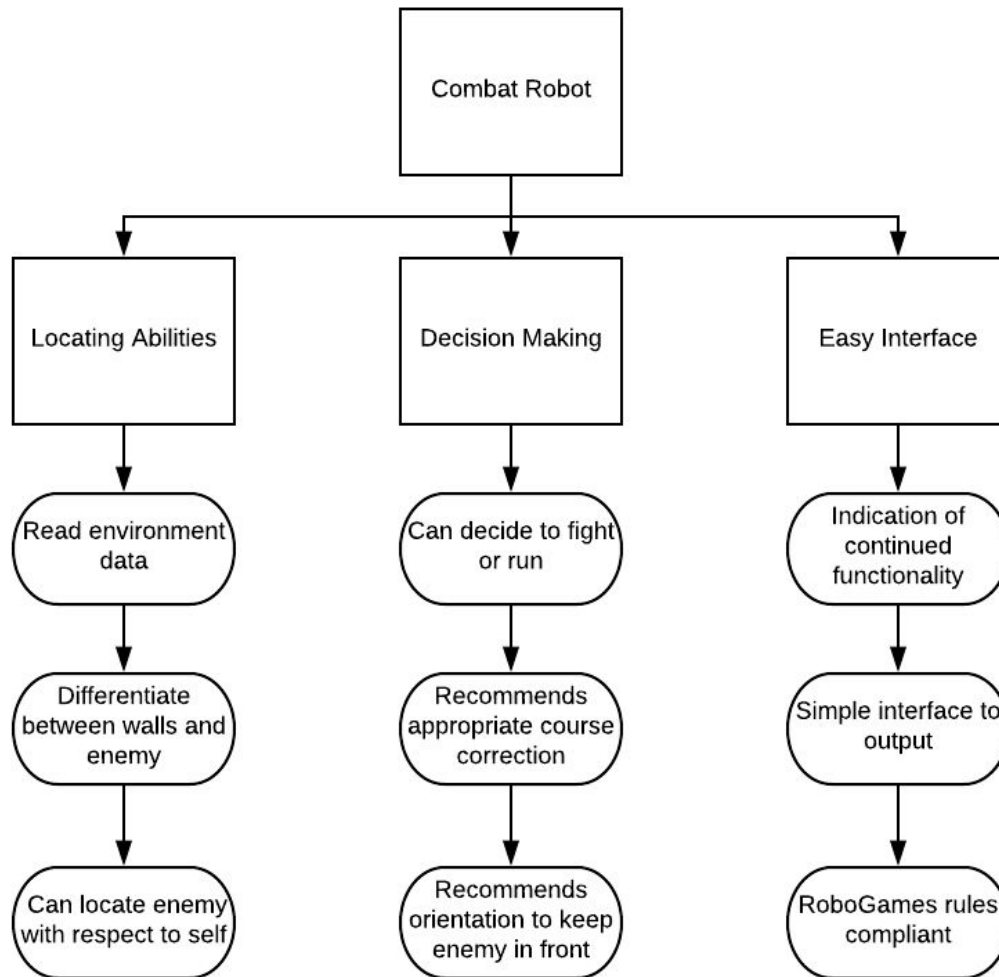 Combat Robot
Locating Abilities
Decision Making
Easy Interface
Read environment
data
Can decide to fight
or run
Indication of
continued
functionality
Differentiate
between walls and
enemy
Recommends
appropriate course
correction
Simple interface to
output
Can locate enemy
with respect to self
Recommends
orientation to keep
enemy in front
RoboGames rules
compliant